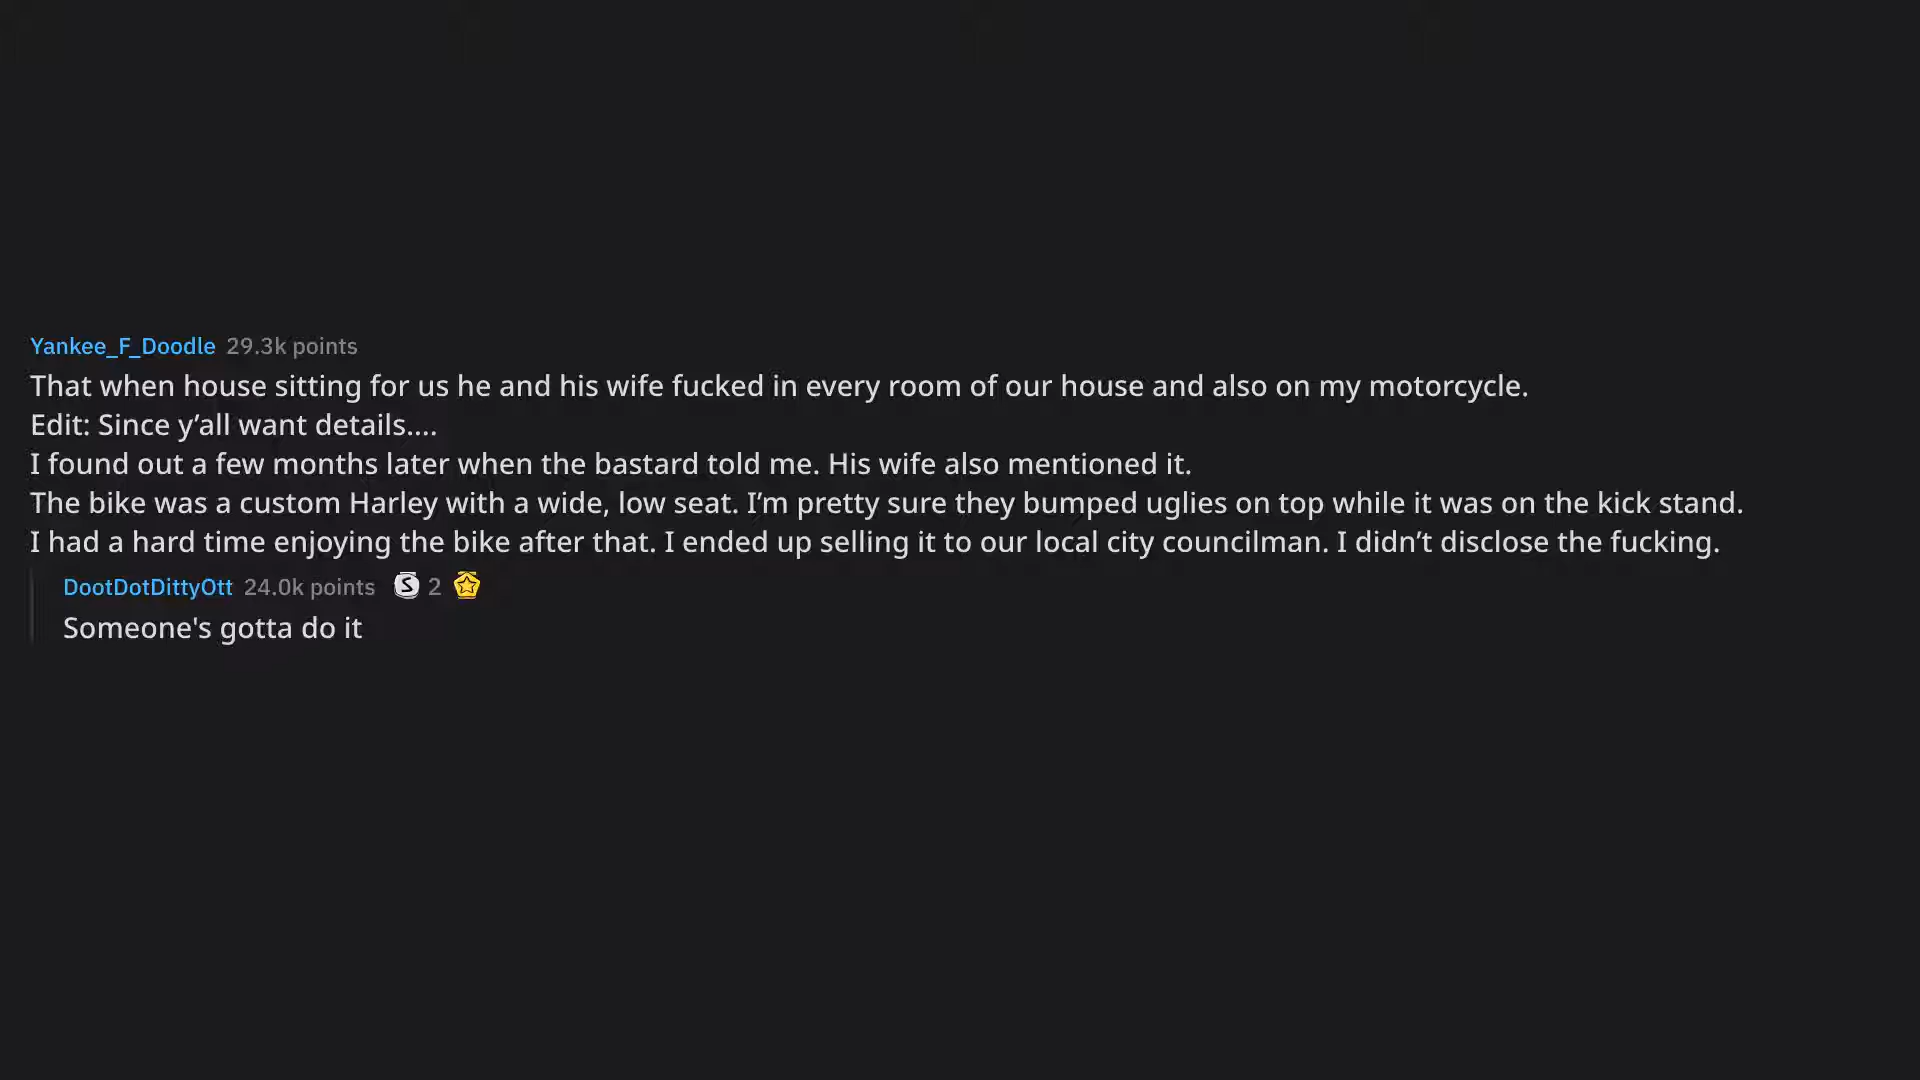 Yankee_F_Doodle 29.3k points
That when house sitting for us he and his wife fucked in every room of our house and also on my motorcycle.
Edit: Since y’all want details....
I found out a few months later when the bastard told me. His wife also mentioned it.
The bike was a custom Harley with a wide, low seat. I’m pretty sure they bumped uglies on top while it was on the kick stand.
I had a hard time enjoying the bike after that. I ended up selling it to our local city councilman. I didn’t disclose the fucking.
DootDotDittyOtt 24.0k points S 2
Someone's gotta do it